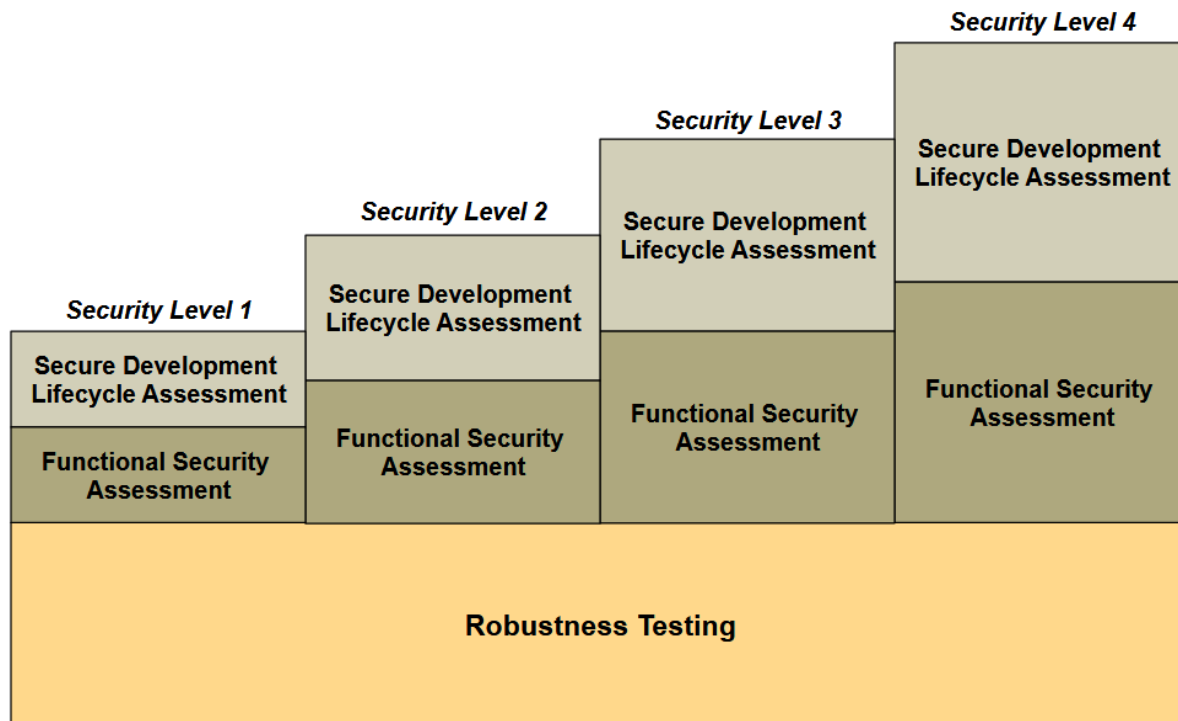 Security Level 4
Secure Development
Lifecycle Assessment
Functional Security
Assessment
Security Level 3
Secure Development
Lifecycle Assessment
Functional Security
Assessment
Security Level 2
Secure Development
Lifecycle Assessment
Functional Security
Assessment
Security Level 1
Secure Development
Lifecycle Assessment
Functional Security
Assessment
Robustness Testing